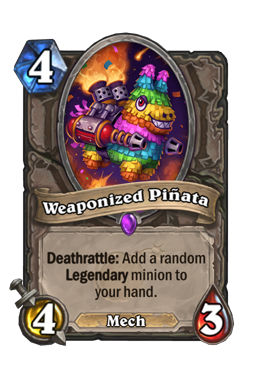 4
Weaponized Piñata
Deathrattle: Add a random
Legendary minion to
your hand.
4
Mech
3